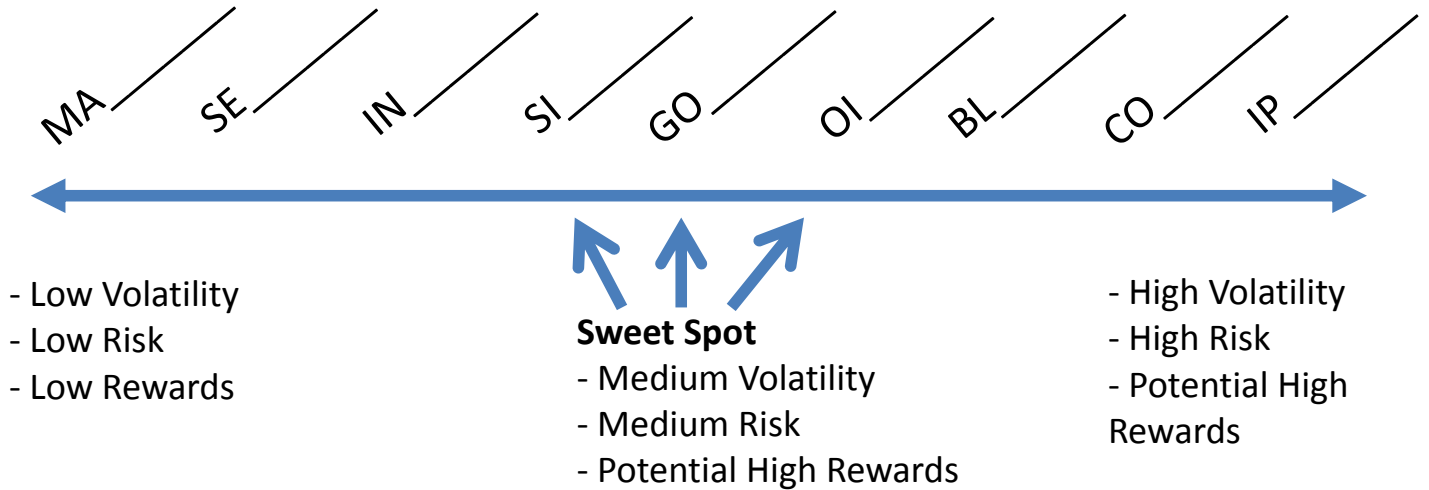 MA
SE
IN
SI
GO
OI
BL
CO
IP
- Low Volatility
- Low Risk
- Low Rewards
Sweet Spot
- Medium Volatility
- Medium Risk
- Potential High Rewards
- High Volatility
- High Risk
- Potential High
Rewards